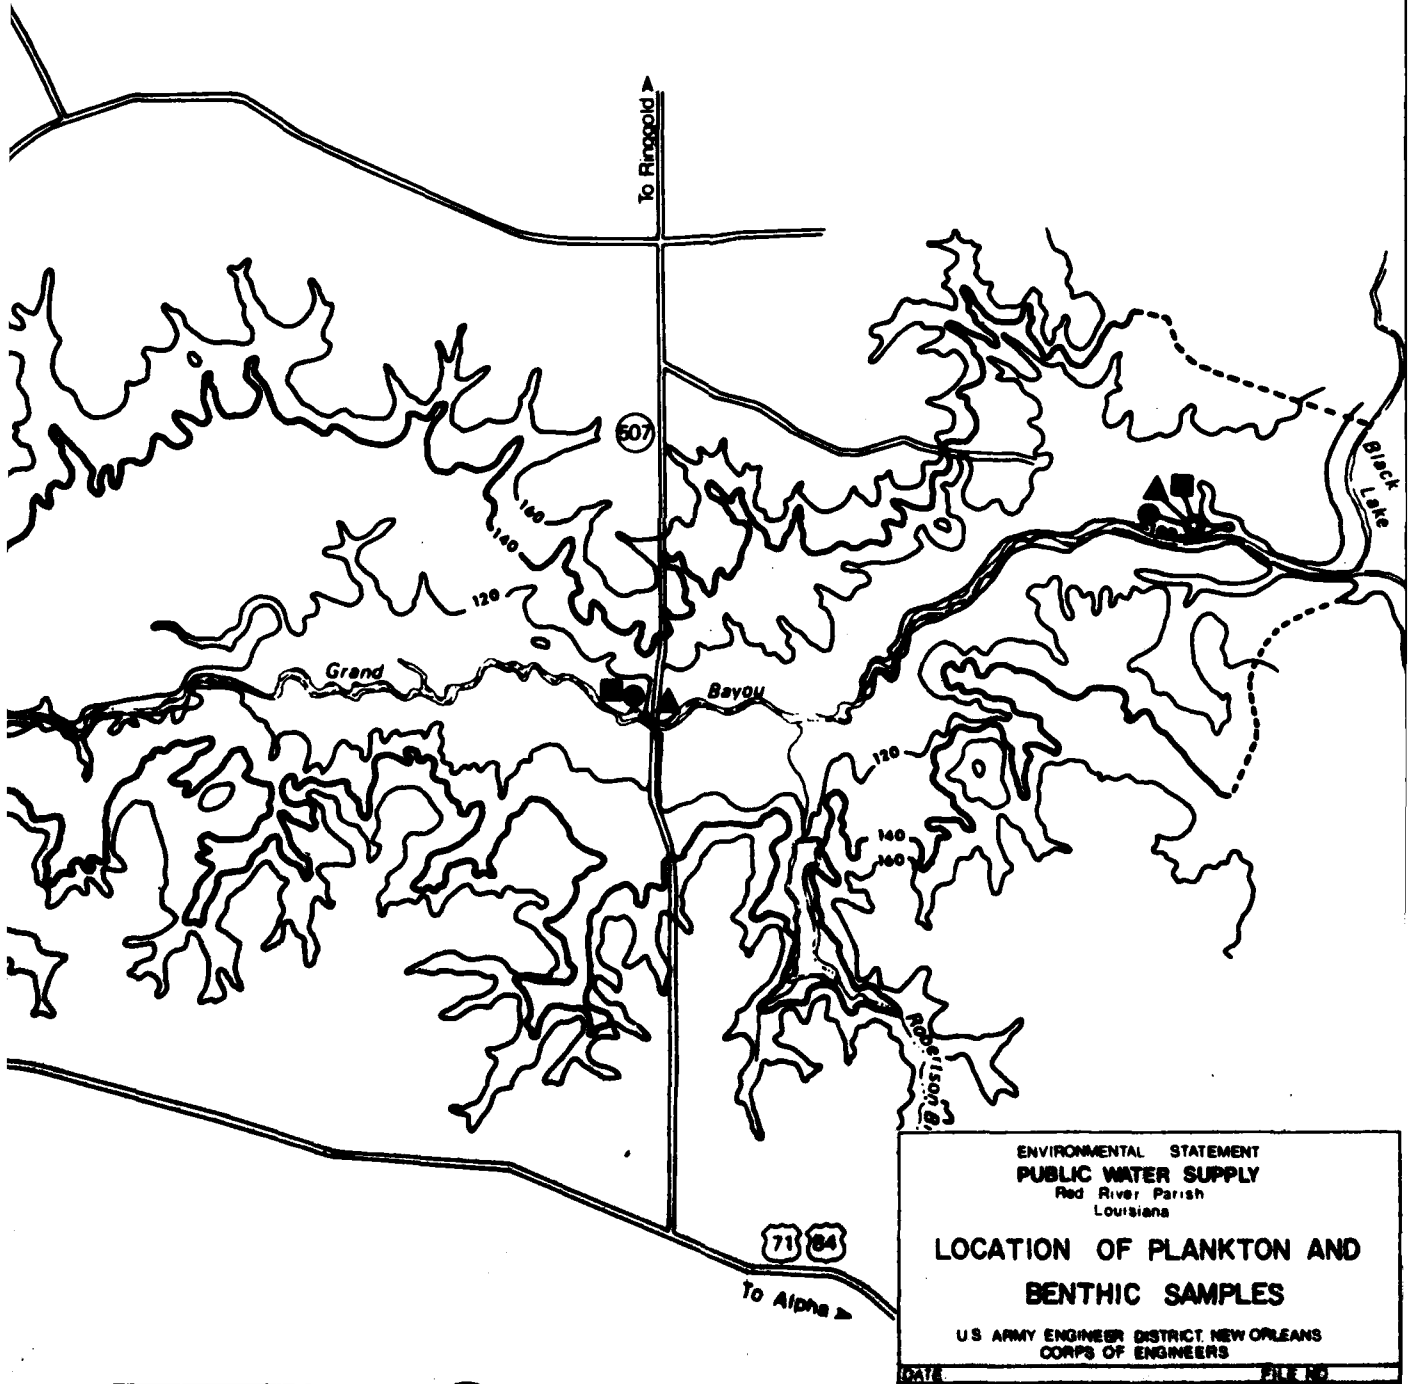 To Ringgold
507
Black
Lake
160
140
120
Grand
Bayou
120
140
160
Robertson B.
71 84
To Alpha
ENVIRONMENTAL STATEMENT
PUBLIC WATER SUPPLY
Red River Parish
Louisiana
LOCATION OF PLANKTON AND
BENTHIC SAMPLES
U S ARMY ENGINEER DISTRICT, NEW ORLEANS
CORPS OF ENGINEERS
DATE FILE NO